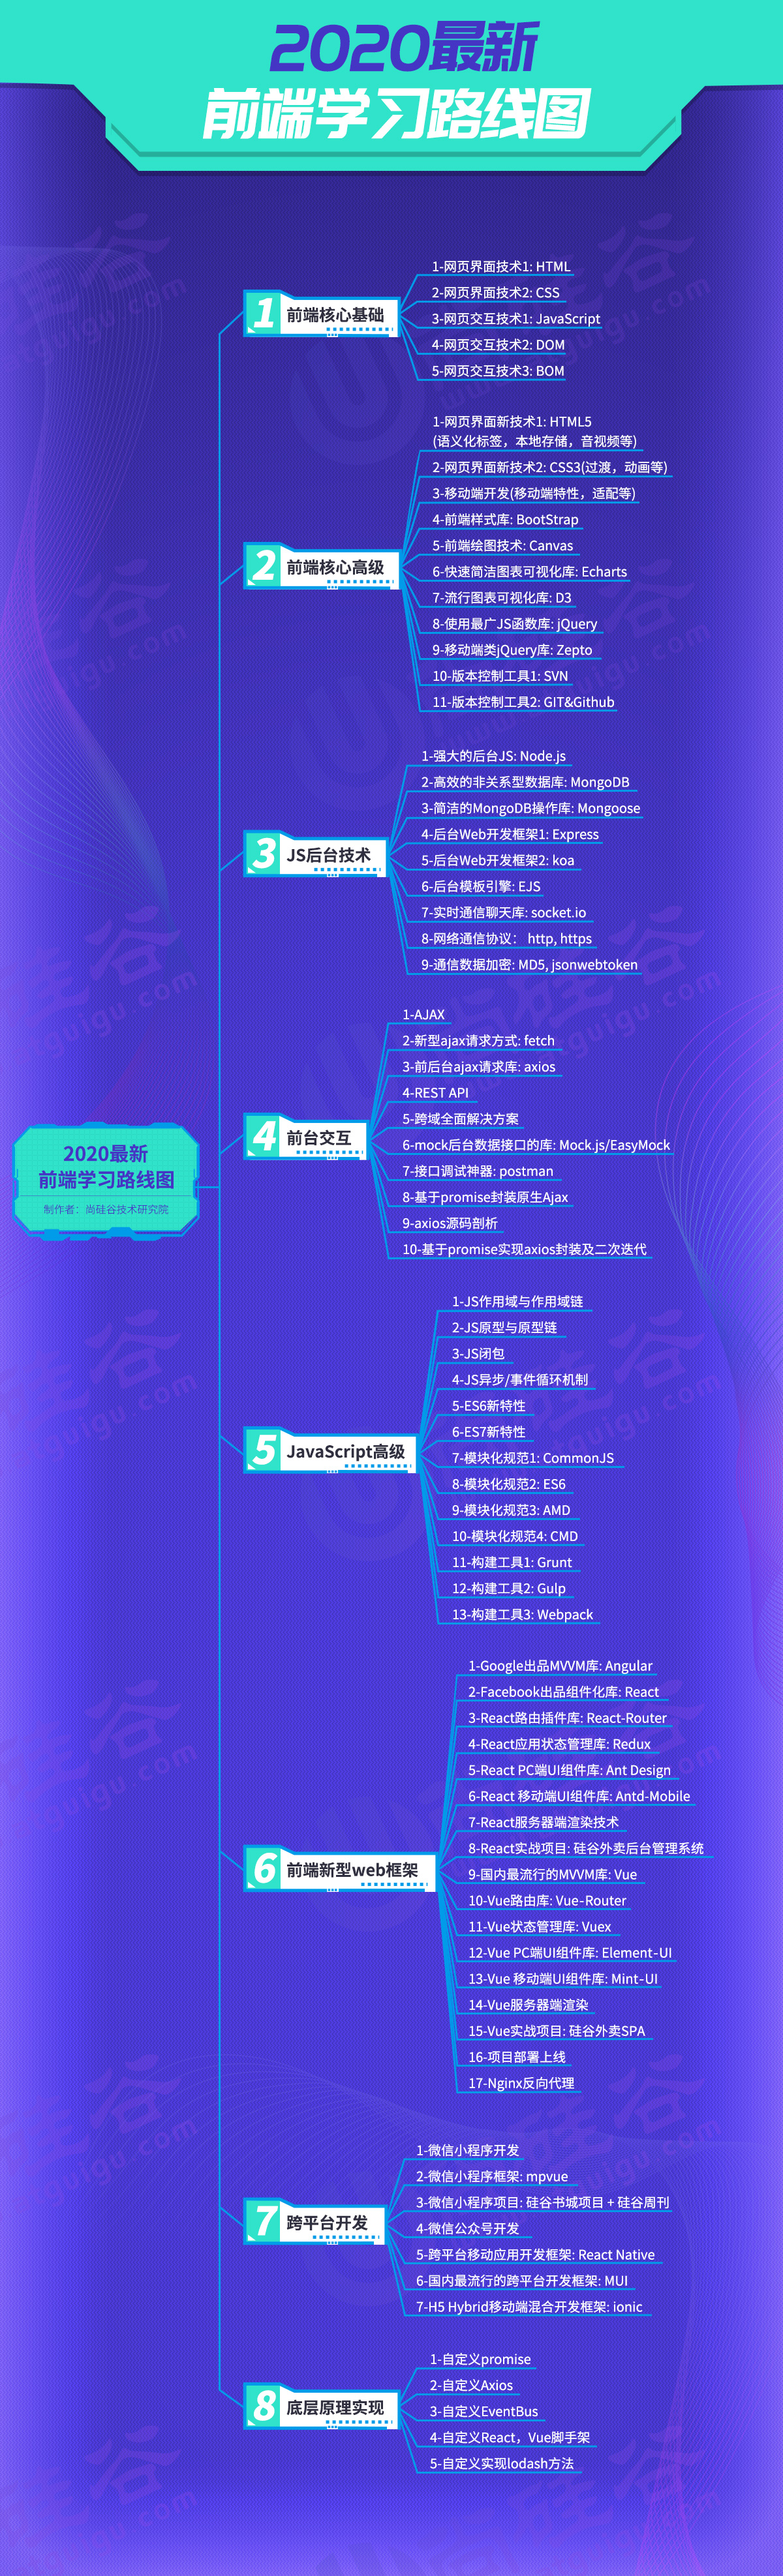 2020最新
前端学习路线图
1
前端核心基础
1-网页界面技术1: HTML
2-网页界面技术2: CSS
3-网页交互技术1: JavaScript
4-网页交互技术2: DOM
5-网页交互技术3: BOM
2
前端核心高级
1-网页界面新技术1: HTML5
(语义化标签，本地存储，音视频等)
2-网页界面新技术2: CSS3(过渡，动画等)
3-移动端开发(移动端特性，适配等)
4-前端样式库: BootStrap
5-前端绘图技术: Canvas
6-快速简洁图表可视化库: Echarts
7-流行图表可视化库: D3
8-使用最广JS函数库: jQuery
9-移动端类jQuery库: Zepto
10-版本控制工具1: SVN
11-版本控制工具2: GIT&Github
3
JS后台技术
1-强大的后台JS: Node.js
2-高效的非关系型数据库: MongoDB
3-简洁的MongoDB操作库: Mongoose
4-后台Web开发框架1: Express
5-后台Web开发框架2: koa
6-后台模板引擎: EJS
7-实时通信聊天库: socket.io
8-网络通信协议： http, https
9-通信数据加密: MD5, jsonwebtoken
4
前台交互
1-AJAX
2-新型ajax请求方式: fetch
3-前后台ajax请求库: axios
4-REST API
5-跨域全面解决方案
6-mock后台数据接口的库: Mock.js/EasyMock
7-接口调试神器: postman
8-基于promise封装原生Ajax
9-axios源码剖析
10-基于promise实现axios封装及二次迭代
2020最新
前端学习路线图
制作者：尚硅谷技术研究院
5
JavaScript高级
1-JS作用域与作用域链
2-JS原型与原型链
3-JS闭包
4-JS异步/事件循环机制
5-ES6新特性
6-ES7新特性
7-模块化规范1: CommonJS
8-模块化规范2: ES6
9-模块化规范3: AMD
10-模块化规范4: CMD
11-构建工具1: Grunt
12-构建工具2: Gulp
13-构建工具3: Webpack
6
前端新型web框架
1-Google出品MVVM库: Angular
2-Facebook出品组件化库: React
3-React路由插件库: React-Router
4-React应用状态管理库: Redux
5-React PC端UI组件库: Ant Design
6-React 移动端UI组件库: Antd-Mobile
7-React服务器端渲染技术
8-React实战项目: 硅谷外卖后台管理系统
9-国内最流行的MVVM库: Vue
10-Vue路由库: Vue-Router
11-Vue状态管理库: Vuex
12-Vue PC端UI组件库: Element-UI
13-Vue 移动端UI组件库: Mint-UI
14-Vue服务器端渲染
15-Vue实战项目: 硅谷外卖SPA
16-项目部署上线
17-Nginx反向代理
7
跨平台开发
1-微信小程序开发
2-微信小程序框架: mpvue
3-微信小程序项目: 硅谷书城项目 + 硅谷周刊
4-微信公众号开发
5-跨平台移动应用开发框架: React Native
6-国内最流行的跨平台开发框架: MUI
7-H5 Hybrid移动端混合开发框架: ionic
8
底层原理实现
1-自定义promise
2-自定义Axios
3-自定义EventBus
4-自定义React，Vue脚手架
5-自定义实现lodash方法